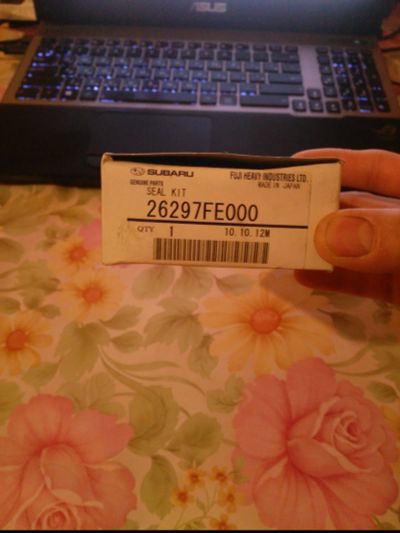 ASUS
SUBARU
FUJI HEAVY INDUSTRIES LTD.
GENUINE PARTS
MADE IN JAPAN
SEAL KIT
26297FE000
QTY 1 10.10.12M